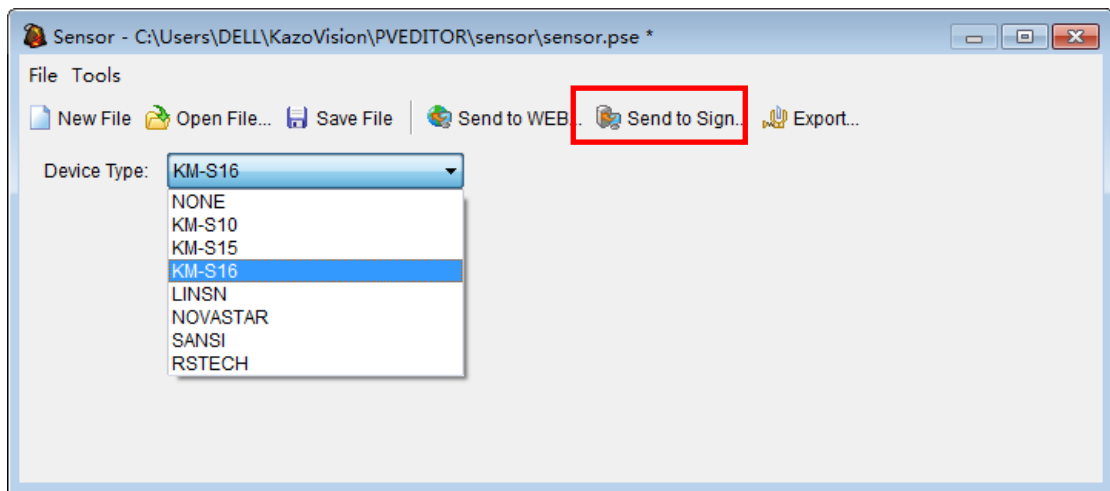 Sensor - C:\Users\DELL\KazoVision\PVEDITOR\sensor\sensor.pse *
File Tools
New File Open File... Save File Send to WEB... Send to Sign... Export...
Device Type: KM-S16
NONE
KM-S10
KM-S15
KM-S16
LINSN
NOVASTAR
SANSI
RSTECH